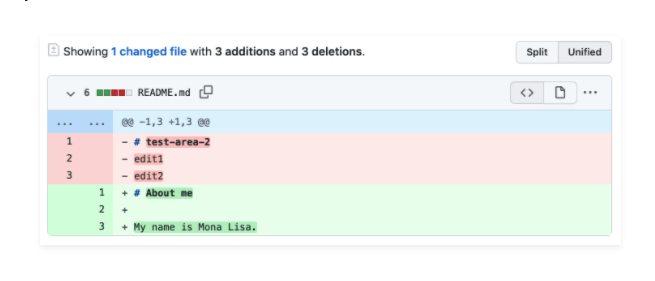 Showing 1 changed file with 3 additions and 3 deletions.
Split Unified
6 README.md
... ... @@ -1,3 +1,3 @@
1 - # test-area-2
2 - edit1
3 - edit2
1 + # About me
2 +
3 + My name is Mona Lisa.